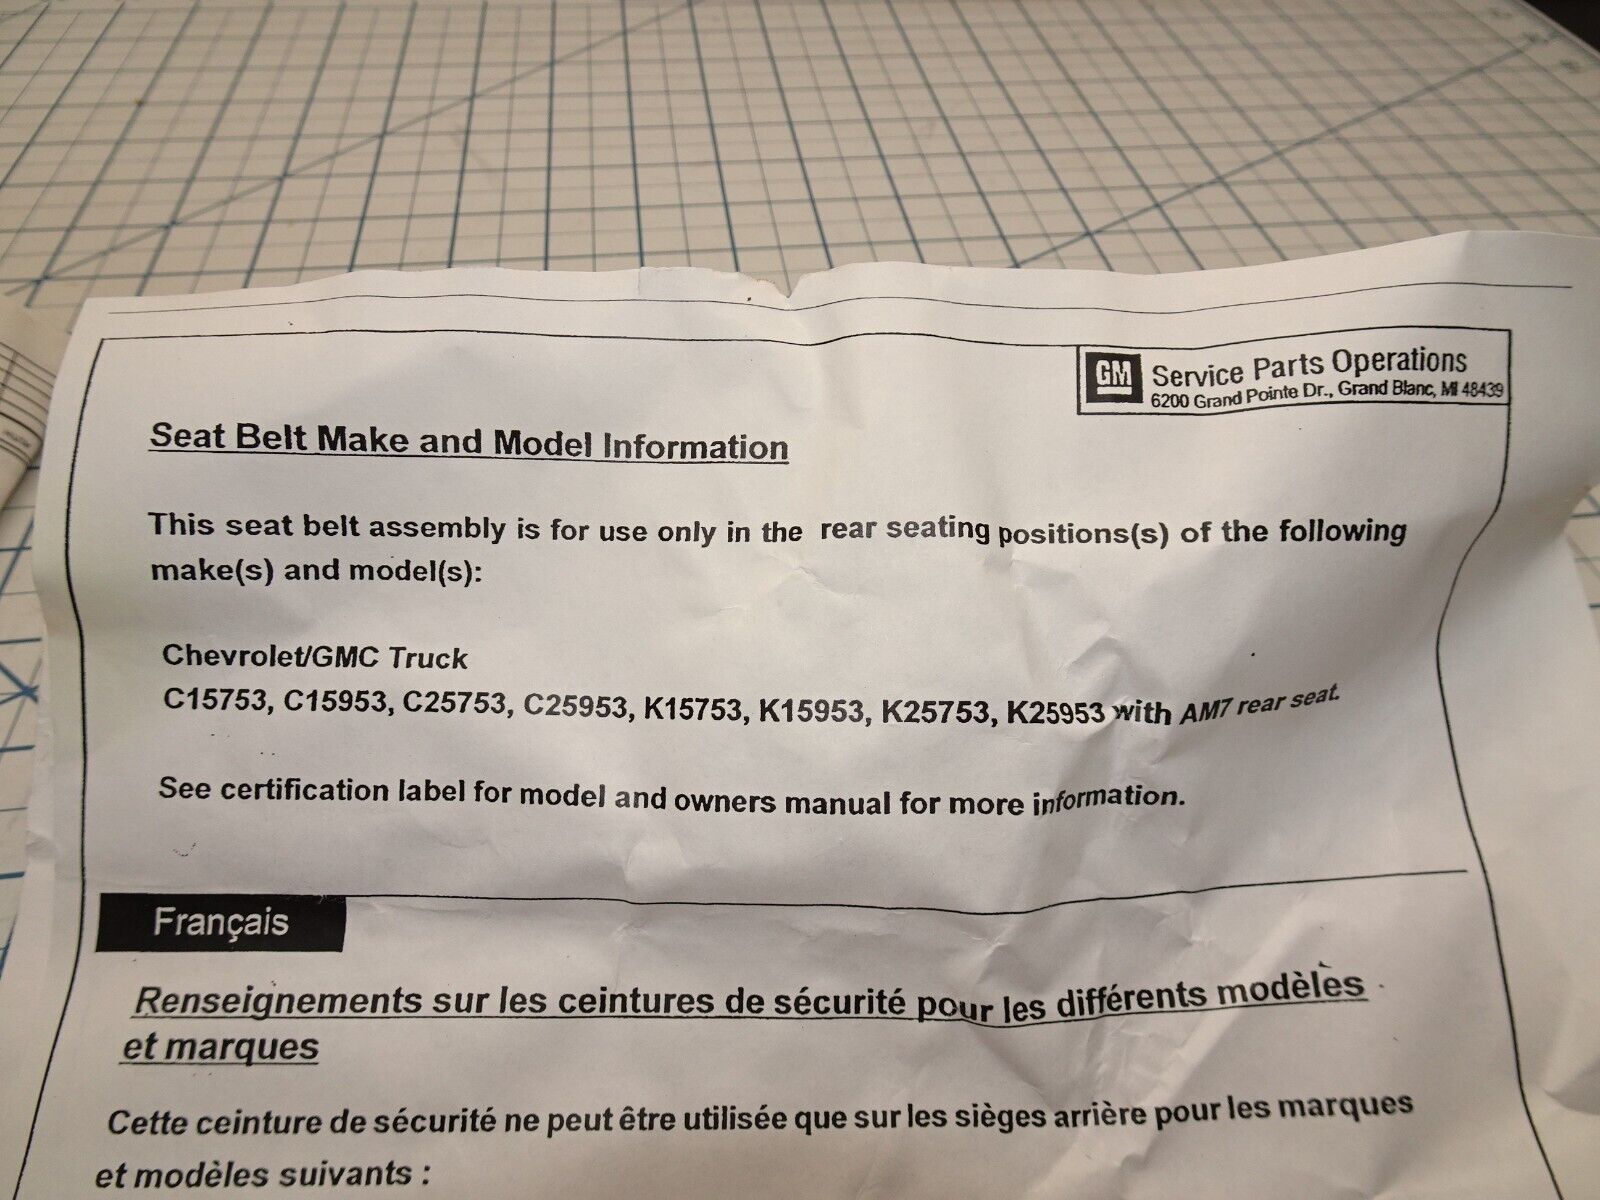 GM
Service Parts Operations
6200 Grand Pointe Dr., Grand Blanc, MI 48439
Seat Belt Make and Model Information
This seat belt assembly is for use only in the rear seating positions(s) of the following
make(s) and model(s):
Chevrolet/GMC Truck
C15753, C15953, C25753, C25953, K15753, K15953, K25753, K25953 with AM7 rear seat.
See certification label for model and owners manual for more information.
Français
Renseignements sur les ceintures de sécurité pour les différents modèles
et marques
Cette ceinture de sécurité ne peut être utilisée que sur les sièges arrière pour les marques
et modèles suivants :